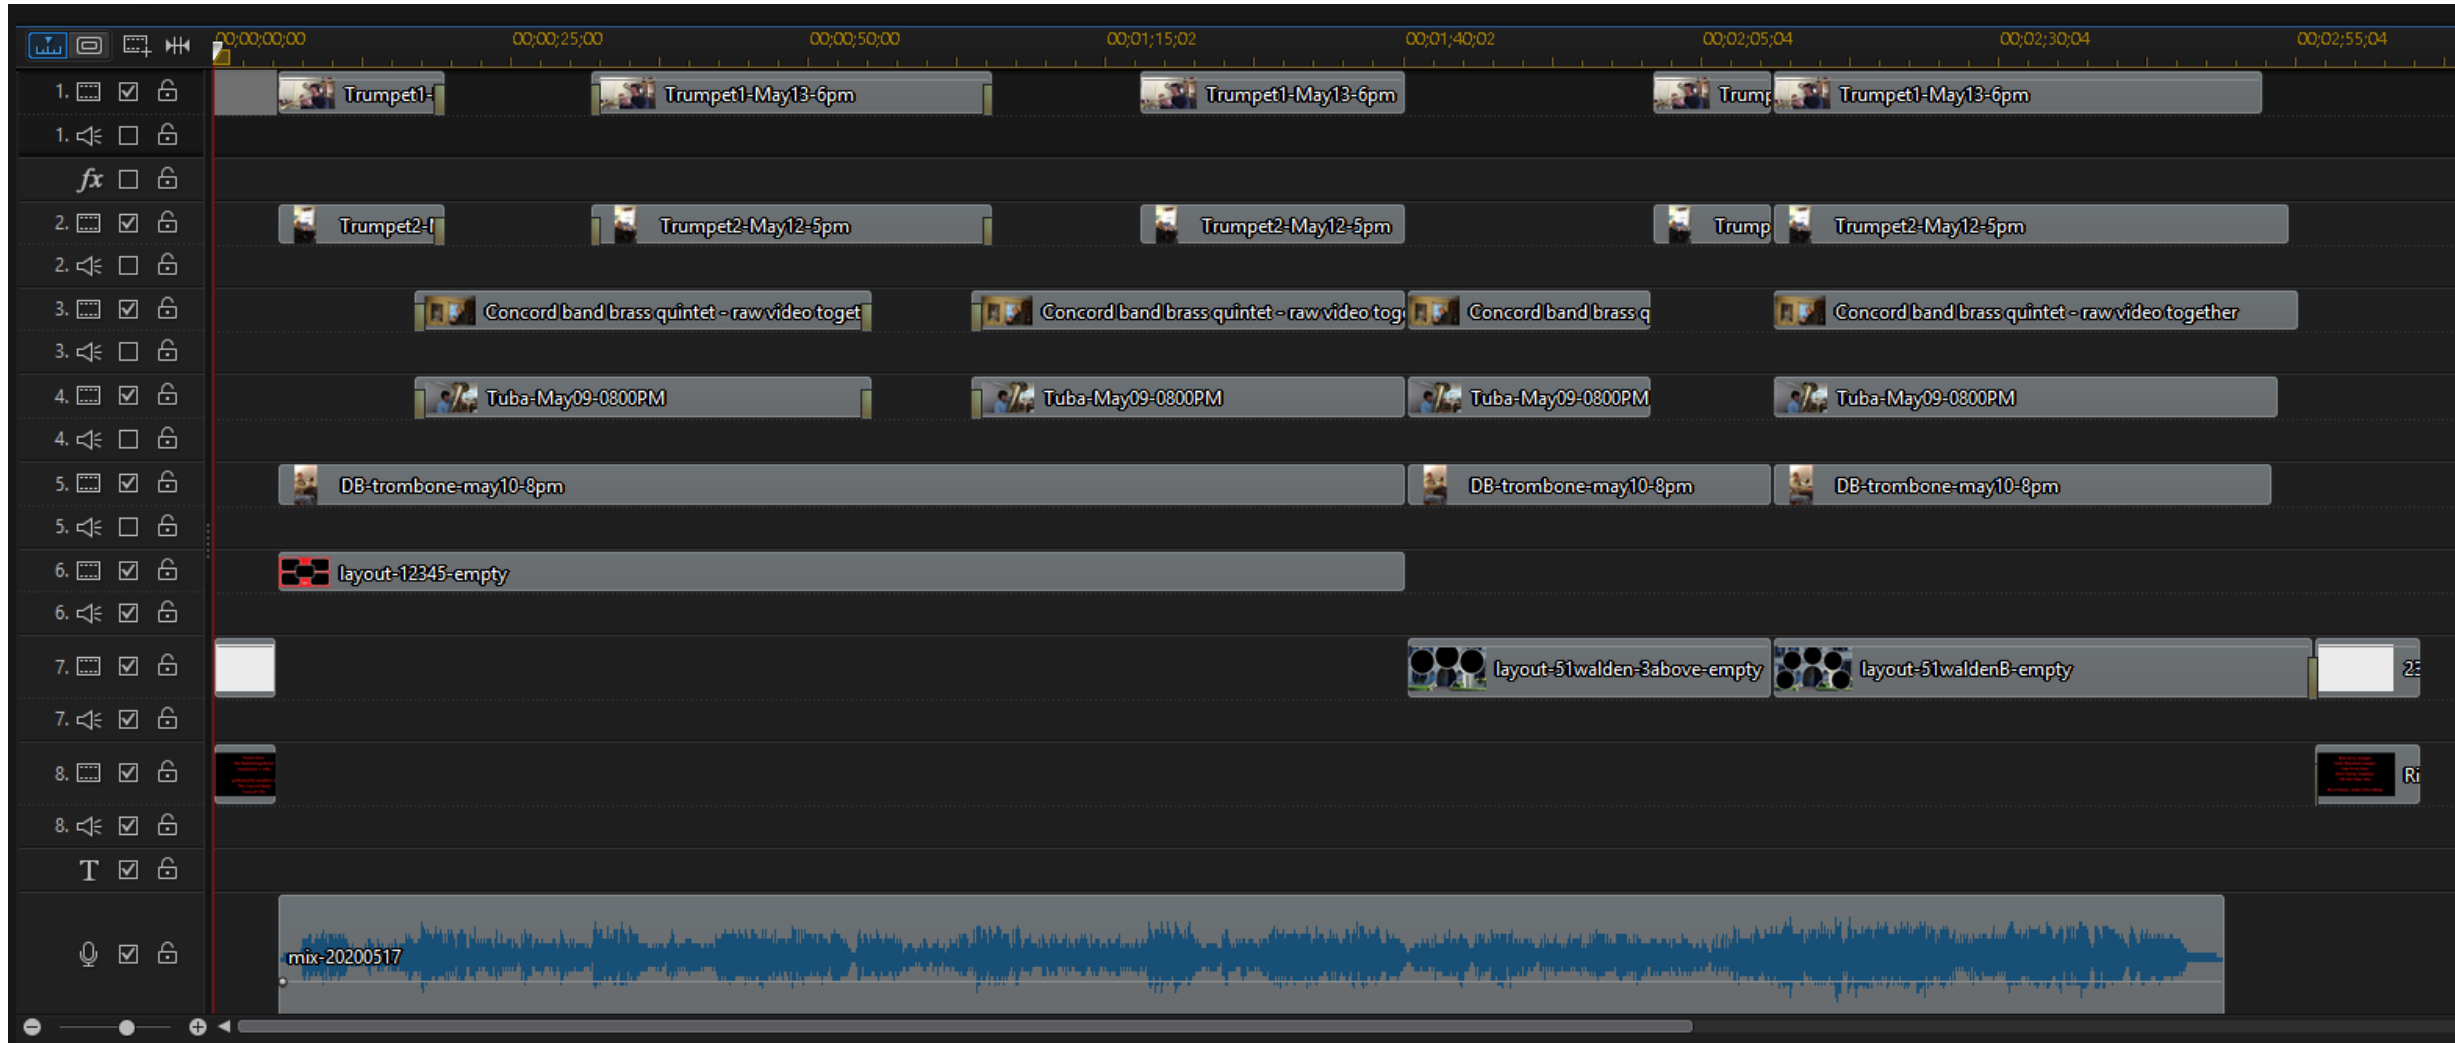 00;00;00;00 00;00;25;00 00;00;50;00 00;01;15;02 00;01;40;02 00;02;05;04 00;02;30;04 00;02;55;04
1. Trumpet1- Trumpet1-May13-6pm Trumpet1-May13-6pm Trump Trumpet1-May13-6pm
1.
fx
2. Trumpet2- Trumpet2-May12-5pm Trumpet2-May12-5pm Trump Trumpet2-May12-5pm
2.
3. Concord band brass quintet - raw video toget Concord band brass quintet - raw video tog Concord band brass q Concord band brass quintet - raw video together
3.
4. Tuba-May09-0800PM Tuba-May09-0800PM Tuba-May09-0800PM Tuba-May09-0800PM
4.
5. DB-trombone-may10-8pm DB-trombone-may10-8pm DB-trombone-may10-8pm
5.
6. layout-12345-empty
6.
7. layout-51walden-3above-empty layout-51waldenB-empty 23
7.
8. Ri
8.
T
mix-20200517